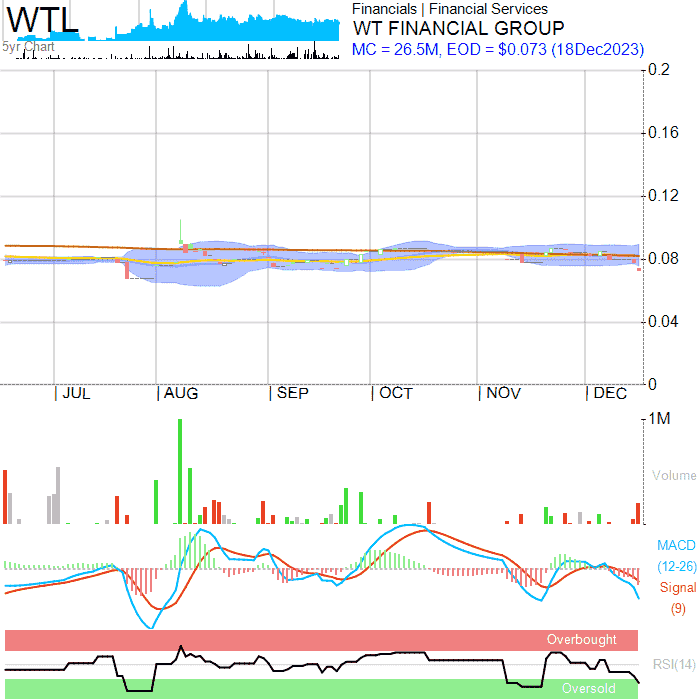 WTL
5yr Chart
Financials | Financial Services
WT FINANCIAL GROUP
MC = 26.5M, EOD = $0.073 (18Dec2023)
0.2
0.16
0.12
0.08
0.04
0
JUL AUG SEP OCT NOV DEC
1M
Volume
MACD
(12-26)
Signal
(9)
Overbought
RSI(14)
Oversold